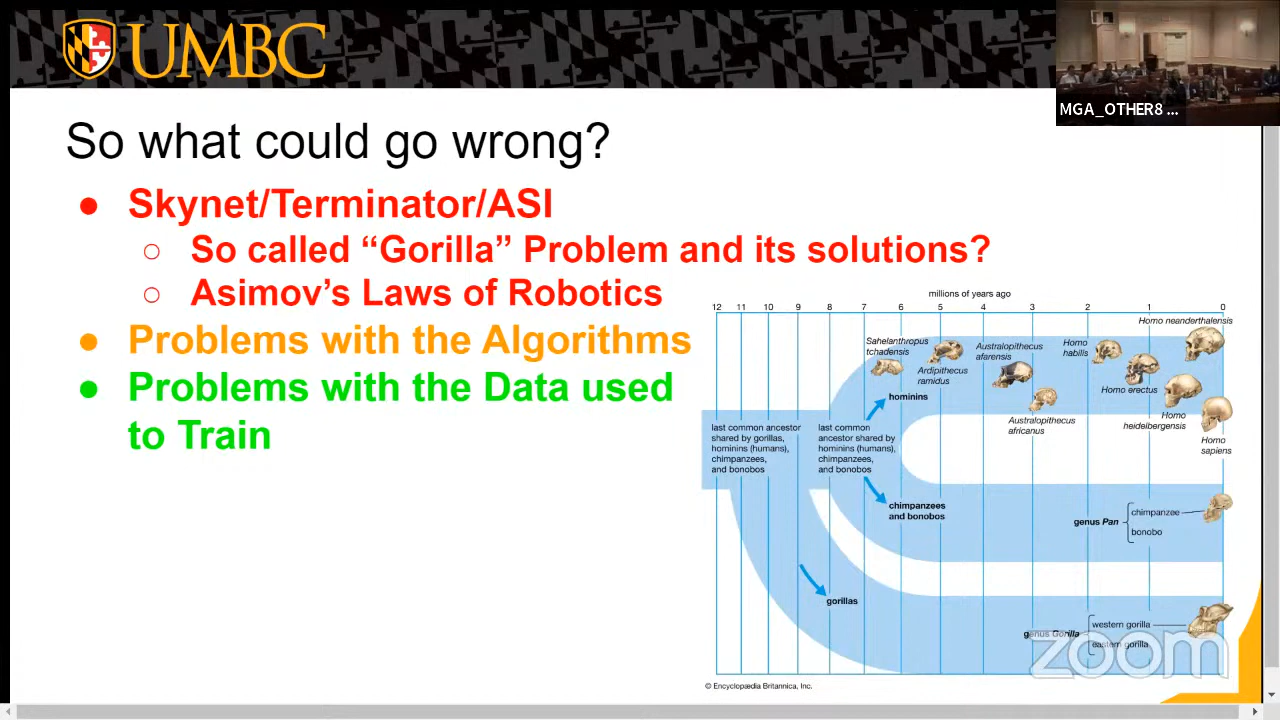 UMBC
MGA_OTHER8 ...
So what could go wrong?
● Skynet/Terminator/ASI
○ So called “Gorilla” Problem and its solutions?
○ Asimov’s Laws of Robotics
● Problems with the Algorithms
● Problems with the Data used
to Train
millions of years ago
12 11 10 9 8 7 6 5 4 3 2 1 0
Homo neanderthalensis
Sahelanthropus
tchadensis
Ardipithecus
ramidus
Australopithecus
afarensis
Homo
habilis
Homo erectus
hominins
Australopithecus
africanus
Homo
heidelbergensis
Homo
sapiens
last common ancestor
shared by gorillas,
hominins (humans),
chimpanzees,
and bonobos
last common
ancestor shared by
hominins (humans),
chimpanzees,
and bonobos
chimpanzees
and bonobos
genus Pan
chimpanzee
bonobo
gorillas
genus Gorilla
western gorilla
eastern gorilla
zoom
© Encyclopædia Britannica, Inc.